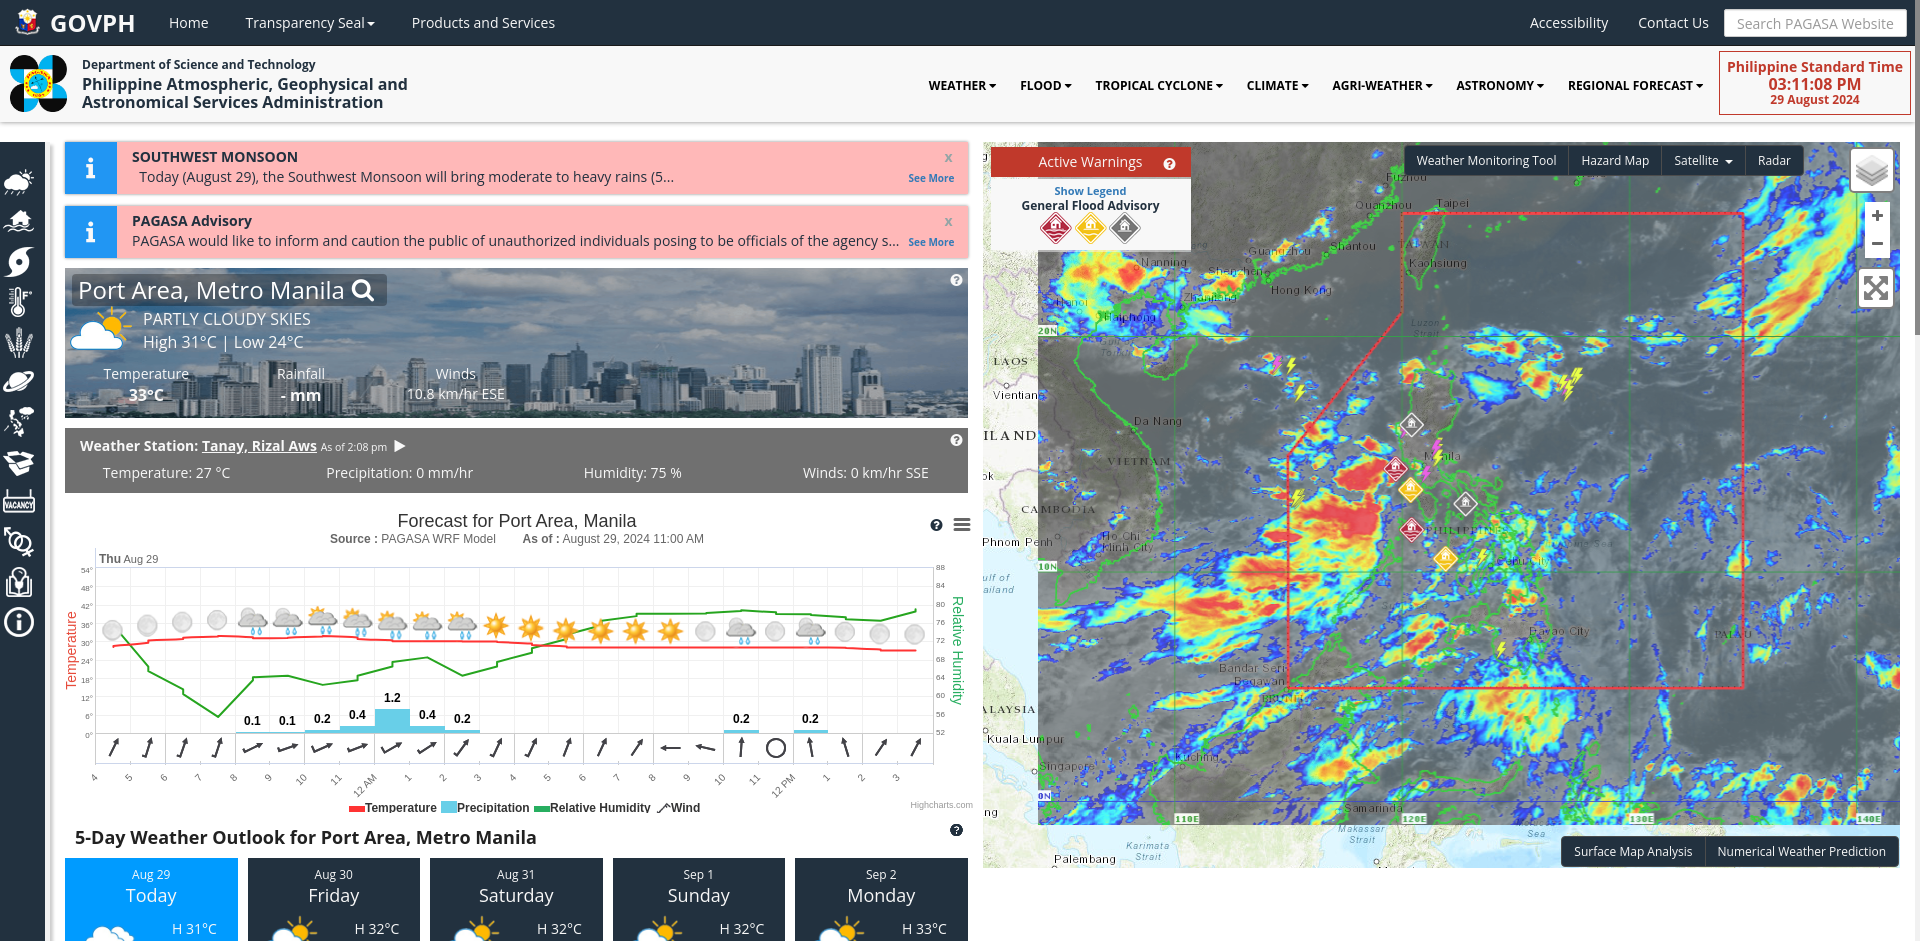 GOVPH
Home
Transparency Seal
Products and Services
Accessibility
Contact Us
Search PAGASA Website
Department of Science and Technology
Philippine Atmospheric, Geophysical and
Astronomical Services Administration
WEATHER
FLOOD
TROPICAL CYCLONE
CLIMATE
AGRI-WEATHER
ASTRONOMY
REGIONAL FORECAST
Philippine Standard Time
03:11:08 PM
29 August 2024
SOUTHWEST MONSOON
x
Today (August 29), the Southwest Monsoon will bring moderate to heavy rains (5...
See More
PAGASA Advisory
x
PAGASA would like to inform and caution the public of unauthorized individuals posing to be officials of the agency s...
See More
Port Area, Metro Manila
PARTLY CLOUDY SKIES
High 31°C | Low 24°C
Temperature
Rainfall
Winds
33°C
- mm
10.8 km/hr ESE
Weather Station: Tanay, Rizal Aws As of 2:08 pm
Temperature: 27 °C
Precipitation: 0 mm/hr
Humidity: 75 %
Winds: 0 km/hr SSE
VACANCY
Forecast for Port Area, Manila
Source : PAGASA WRF Model
As of : August 29, 2024 11:00 AM
Thu Aug 29
Temperature
54°
48°
42°
36°
30°
24°
18°
12°
6°
0°
88
84
80
76
72
68
64
60
56
52
Relative Humidity
0.1
0.1
0.2
0.4
1.2
0.4
0.2
0.2
0.2
4
5
6
7
8
9
10
11
12 AM
1
2
3
4
5
6
7
8
9
10
11
12 PM
1
2
3
Temperature
Precipitation
Relative Humidity
Wind
Highcharts.com
5-Day Weather Outlook for Port Area, Metro Manila
Aug 29
Today
H 31°C
Aug 30
Friday
H 32°C
Aug 31
Saturday
H 32°C
Sep 1
Sunday
H 32°C
Sep 2
Monday
H 33°C
Active Warnings
Show Legend
General Flood Advisory
Weather Monitoring Tool
Hazard Map
Satellite
Radar
+
−
Fuzhou
Quanzhou
Taipei
Guangzhou
Shantou
TAIWAN
Kaohsiung
Nanning
Shenzhen
Hong Kong
Zhanjiang
Hanoi
Haiphong
Luzon
Strait
20N
LAOS
Vientian
Da Nang
ILAND
VIETNAM
Manila
ok
CAMBODIA
PHILIPPINES
Phnom Penh
Ho Chi
Minh City
10N
ulf of
ailand
Cebu City
Davao City
PALAU
Bandar Seri
Begawan
BRUNEI
ALAYSIA
Kuala Lumpur
Kuching
Singapore
0N
ng
Samarinda
110E
120E
130E
140E
Makassar
Strait
Sea
Karimata
Strait
Palembang
Surface Map Analysis
Numerical Weather Prediction